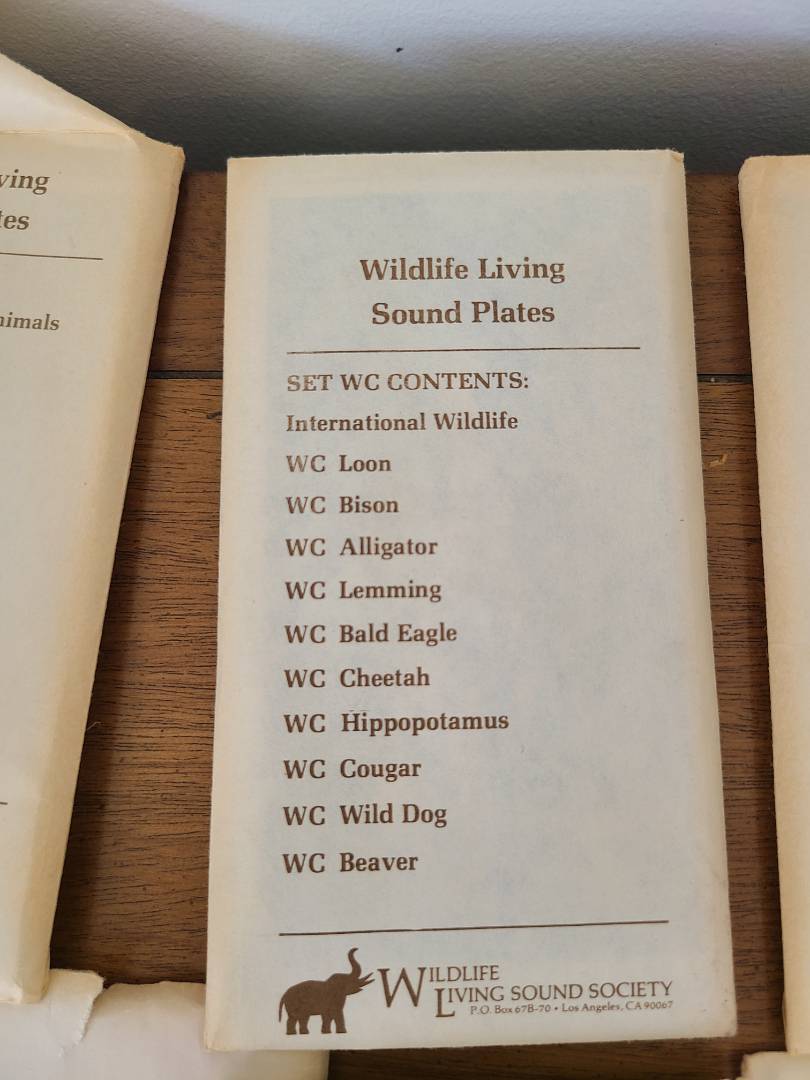 ving
tes
nimals
Wildlife Living
Sound Plates
SET WC CONTENTS:
International Wildlife
WC Loon
WC Bison
WC Alligator
WC Lemming
WC Bald Eagle
WC Cheetah
WC Hippopotamus
WC Cougar
WC Wild Dog
WC Beaver
WILDLIFE
LIVING SOUND SOCIETY
P.O. Box 67B-70 • Los Angeles, CA 90067